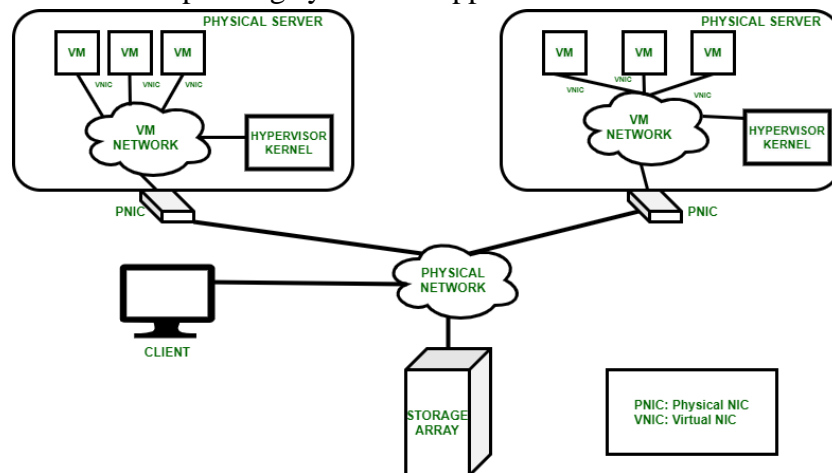 PHYSICAL SERVER
VM VM VM
VNIC VNIC VNIC
VM
NETWORK
HYPERVISOR
KERNEL
PNIC
PHYSICAL SERVER
VM VM VM
VNIC VNIC VNIC
VM
NETWORK
HYPERVISOR
KERNEL
PNIC
PHYSICAL
NETWORK
CLIENT
STORAGE
ARRAY
PNIC: Physical NIC
VNIC: Virtual NIC